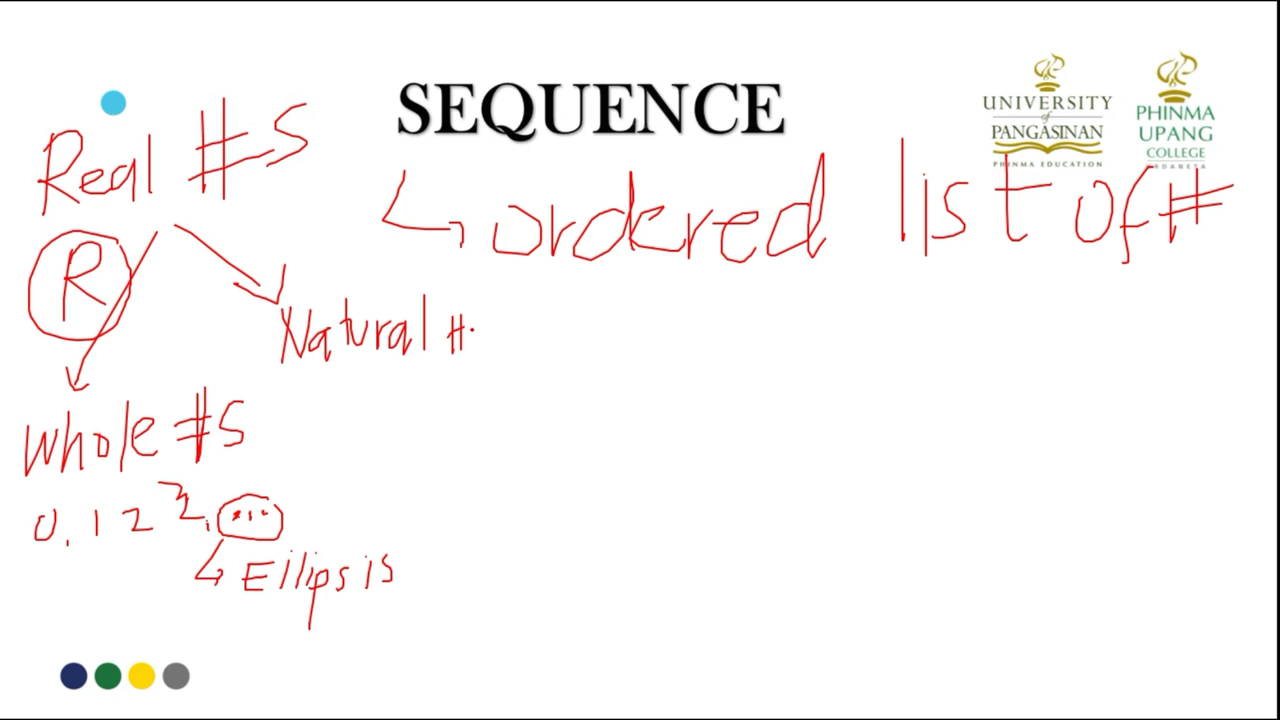 SEQUENCE
UNIVERSITY
of
PANGASINAN
PHINMA EDUCATION
PHINMA
UPANG
COLLEGE
Real #s
ordered list of #
R
Natural #.
Whole #s
0, 1 2 3, ...
Ellipsis